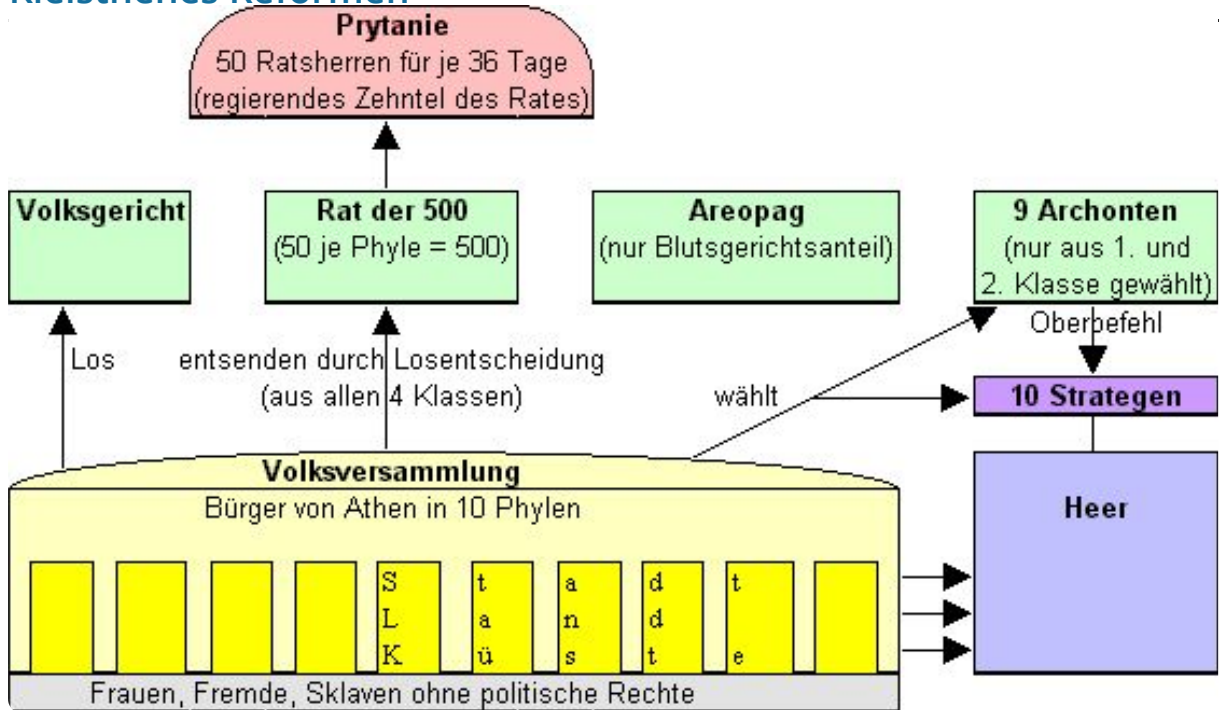 Kleisthenes Reformen
Prytanie
50 Ratsherren für je 36 Tage
(regierendes Zehntel des Rates)
Volksgericht
Rat der 500
(50 je Phyle = 500)
Areopag
(nur Blutsgerichtsanteil)
9 Archonten
(nur aus 1. und
2. Klasse gewählt)
Oberbefehl
Los
entsenden durch Losentscheidung
(aus allen 4 Klassen)
wählt
10 Strategen
Volksversammlung
Bürger von Athen in 10 Phylen
Heer
S t a d t
L a n d
K ü s t e
Frauen, Fremde, Sklaven ohne politische Rechte